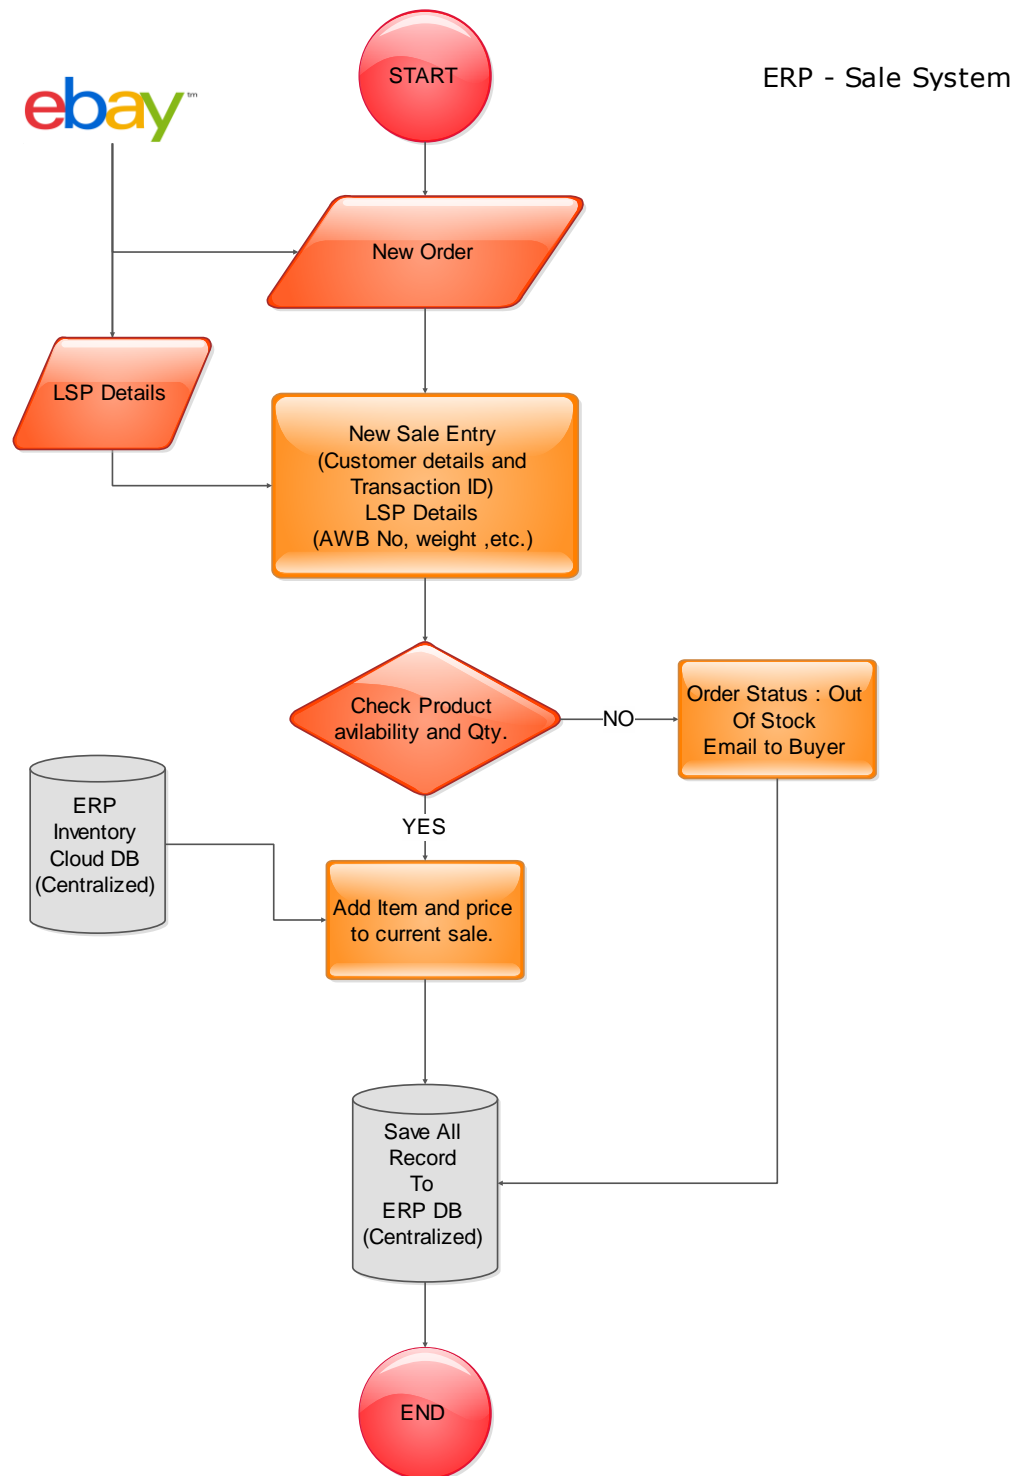 START
ERP - Sale System
ebay™
New Order
LSP Details
New Sale Entry
(Customer details and
Transaction ID)
LSP Details
(AWB No, weight ,etc.)
Check Product
avilability and Qty.
NO
Order Status : Out
Of Stock
Email to Buyer
YES
ERP
Inventory
Cloud DB
(Centralized)
Add Item and price
to current sale.
Save All
Record
To
ERP DB
(Centralized)
END